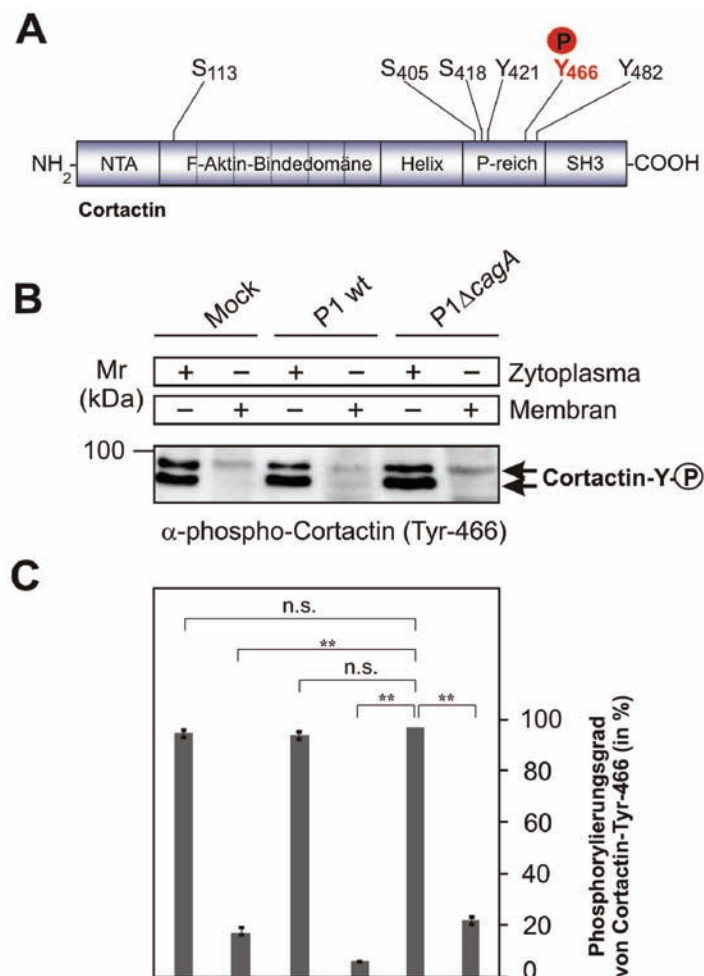 A
P
S113 S405 S418 Y421 Y466 Y482
NH2 NTA F-Aktin-Bindedomäne Helix P-reich SH3 -COOH
Cortactin
B
Mock P1 wt P1ΔcagA
Mr (kDa)
+ – + – + – Zytoplasma
– + – + – + Membran
100
Cortactin-Y-P
α-phospho-Cortactin (Tyr-466)
C
n.s.
**
n.s.
** **
100
80
60
40
20
0
Phosphorylierungsgrad
von Cortactin-Tyr-466 (in %)